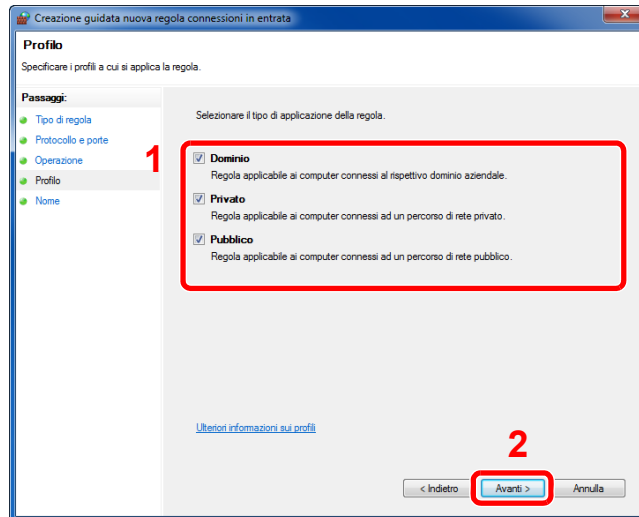 Creazione guidata nuova regola connessioni in entrata
Profilo
Specificare i profili a cui si applica la regola.
Passaggi:
Tipo di regola
Protocollo e porte
Operazione
Profilo
Nome
Selezionare il tipo di applicazione della regola.
1
Dominio
Regola applicabile ai computer connessi al rispettivo dominio aziendale.
Privato
Regola applicabile ai computer connessi ad un percorso di rete privato.
Pubblico
Regola applicabile ai computer connessi ad un percorso di rete pubblico.
Ulteriori informazioni sui profili
2
< Indietro
Avanti >
Annulla